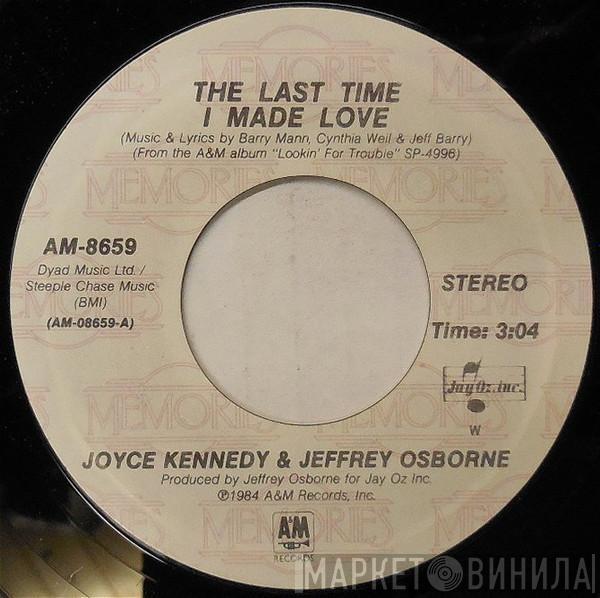 MEMORIES
THE LAST TIME
I MADE LOVE
(Music & Lyrics by Barry Mann, Cynthia Weil & Jeff Barry)
(From the A&M album "Lookin' For Trouble" SP-4996)
AM-8659
Dyad Music Ltd./
Steeple Chase Music
(BMI)
(AM-08659-A)
STEREO
Time: 3:04
Jay Oz.inc.
W
JOYCE KENNEDY & JEFFREY OSBORNE
Produced by Jeffrey Osborne for Jay Oz Inc.
℗1984 A&M Records, Inc.
A&M
RECORDS
МАРКЕТ ВИНИЛА